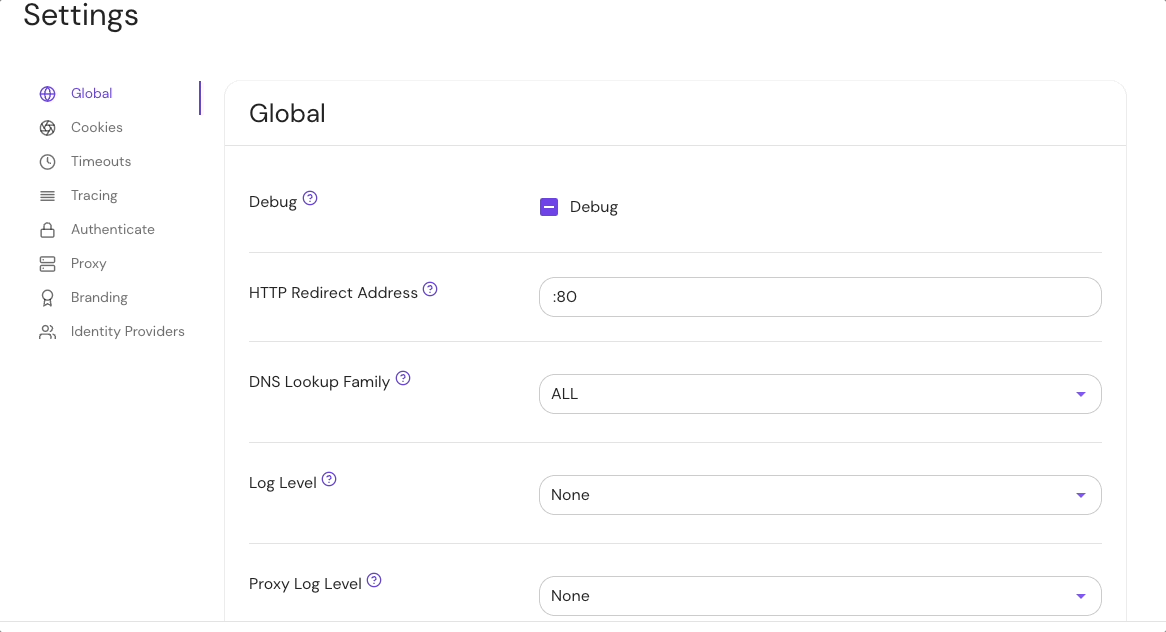 Settings
Global
Cookies
Timeouts
Tracing
Authenticate
Proxy
Branding
Identity Providers
Global
Debug
Debug
HTTP Redirect Address
:80
DNS Lookup Family
ALL
Log Level
None
Proxy Log Level
None